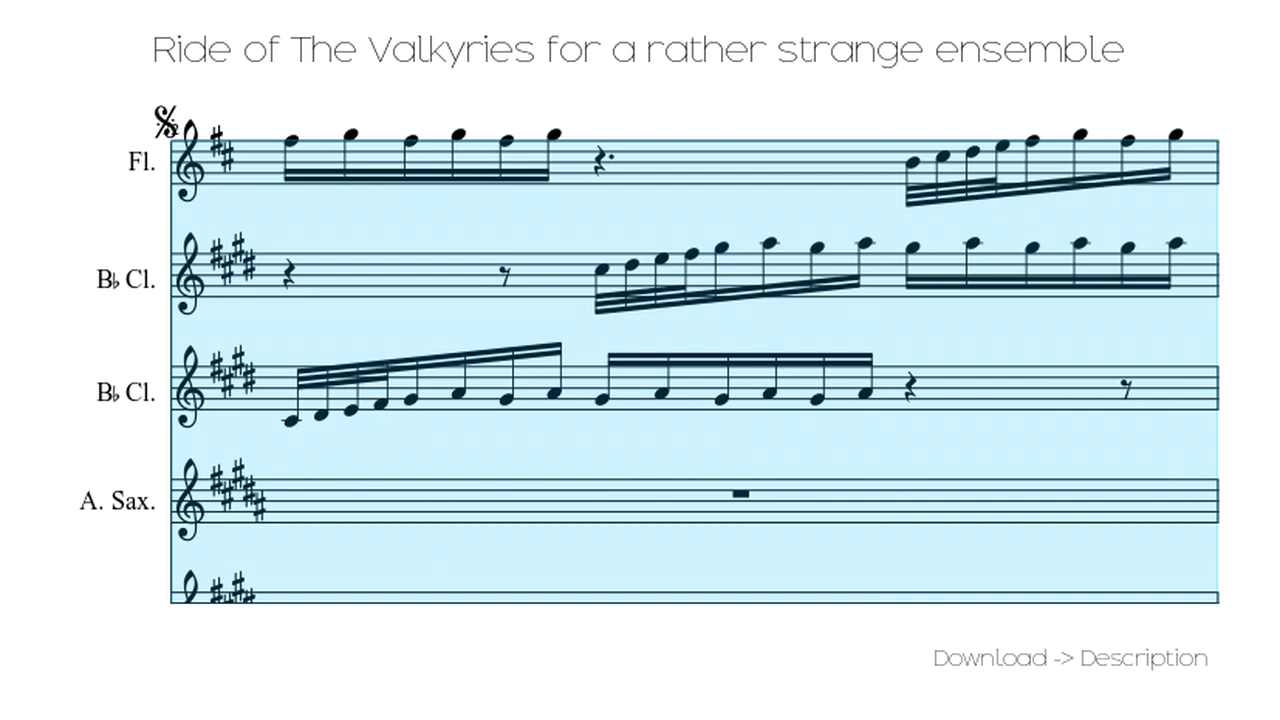 Ride of The Valkyries for a rather strange ensemble
Fl.
B♭ Cl.
B♭ Cl.
A. Sax.
Download -> Description